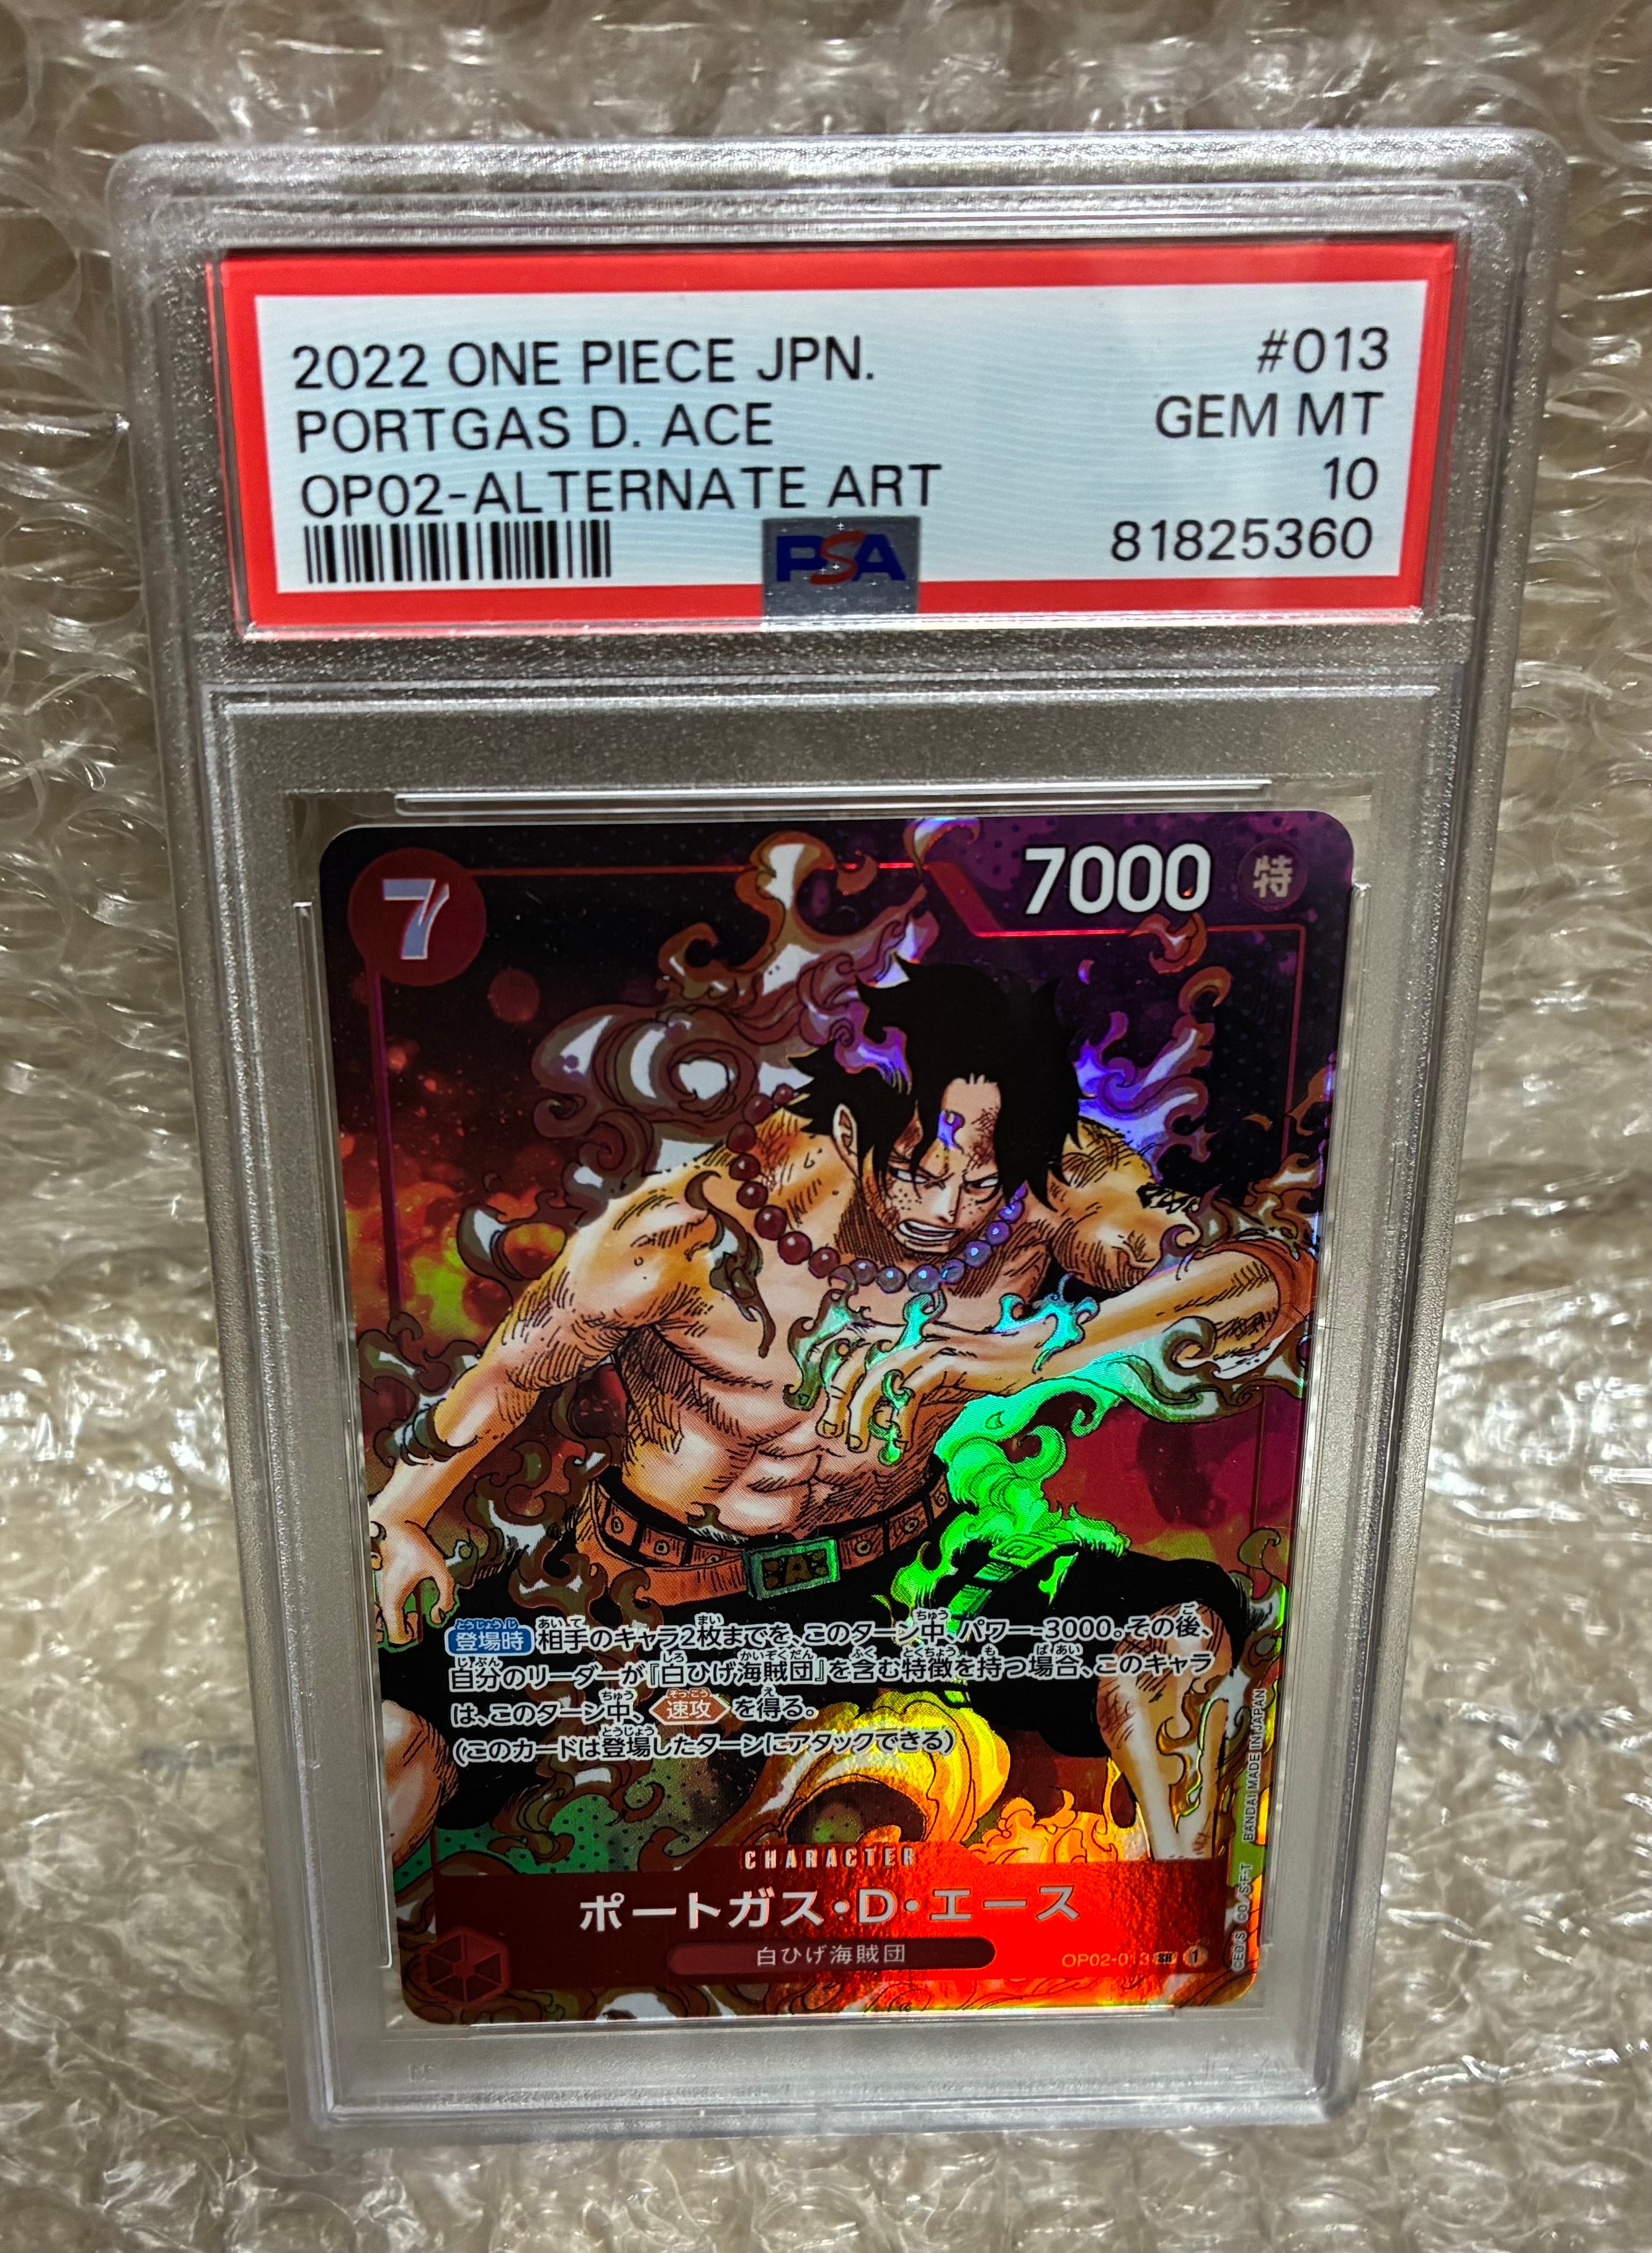 2022 ONE PIECE JPN. #013
PORTGAS D. ACE GEM MT
OP02-ALTERNATE ART 10
PSA 81825360
7 7000 特
登場時 相手のキャラ2枚までを、このターン中、パワー-3000。その後、
自分のリーダーが『白ひげ海賊団』を含む特徴を持つ場合、このキャラ
は、このターン中、速攻を得る。
(このカードは登場したターンにアタックできる)
CHARACTER
ポートガス・D・エース
白ひげ海賊団
OP02-013 SR 1
BANDAI MADE IN JAPAN
A